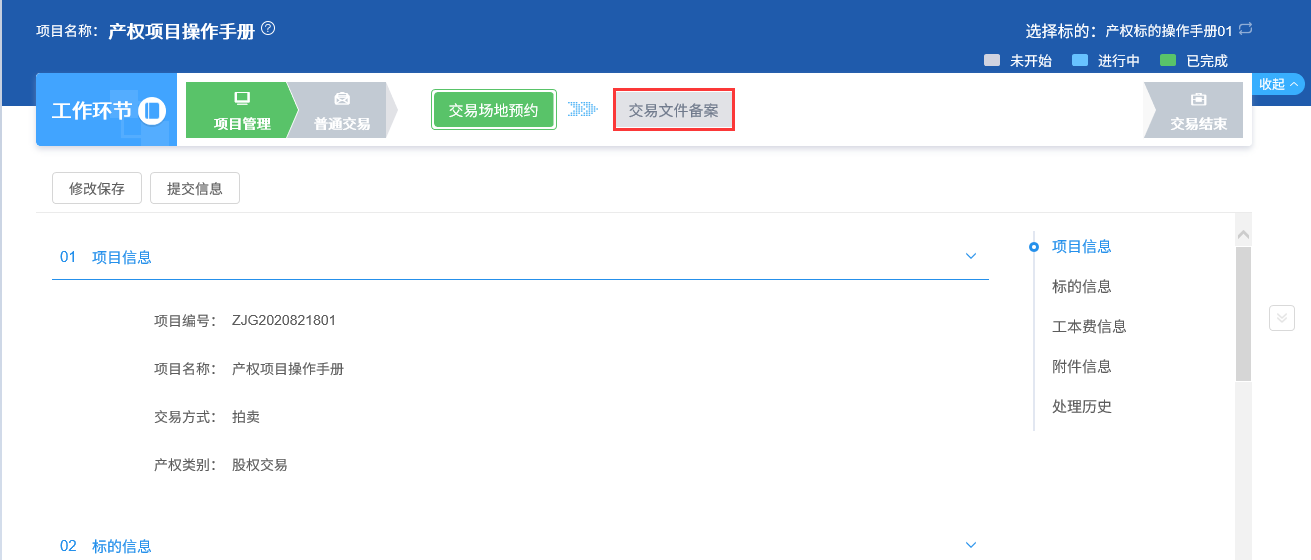 项目名称： 产权项目操作手册
选择标的： 产权标的操作手册01
未开始 进行中 已完成
收起
工作环节
项目管理
普通交易
交易场地预约
交易文件备案
交易结束
修改保存 提交信息
01 项目信息
项目编号： ZJG2020821801
项目名称： 产权项目操作手册
交易方式： 拍卖
产权类别： 股权交易
02 标的信息
项目信息
标的信息
工本费信息
附件信息
处理历史